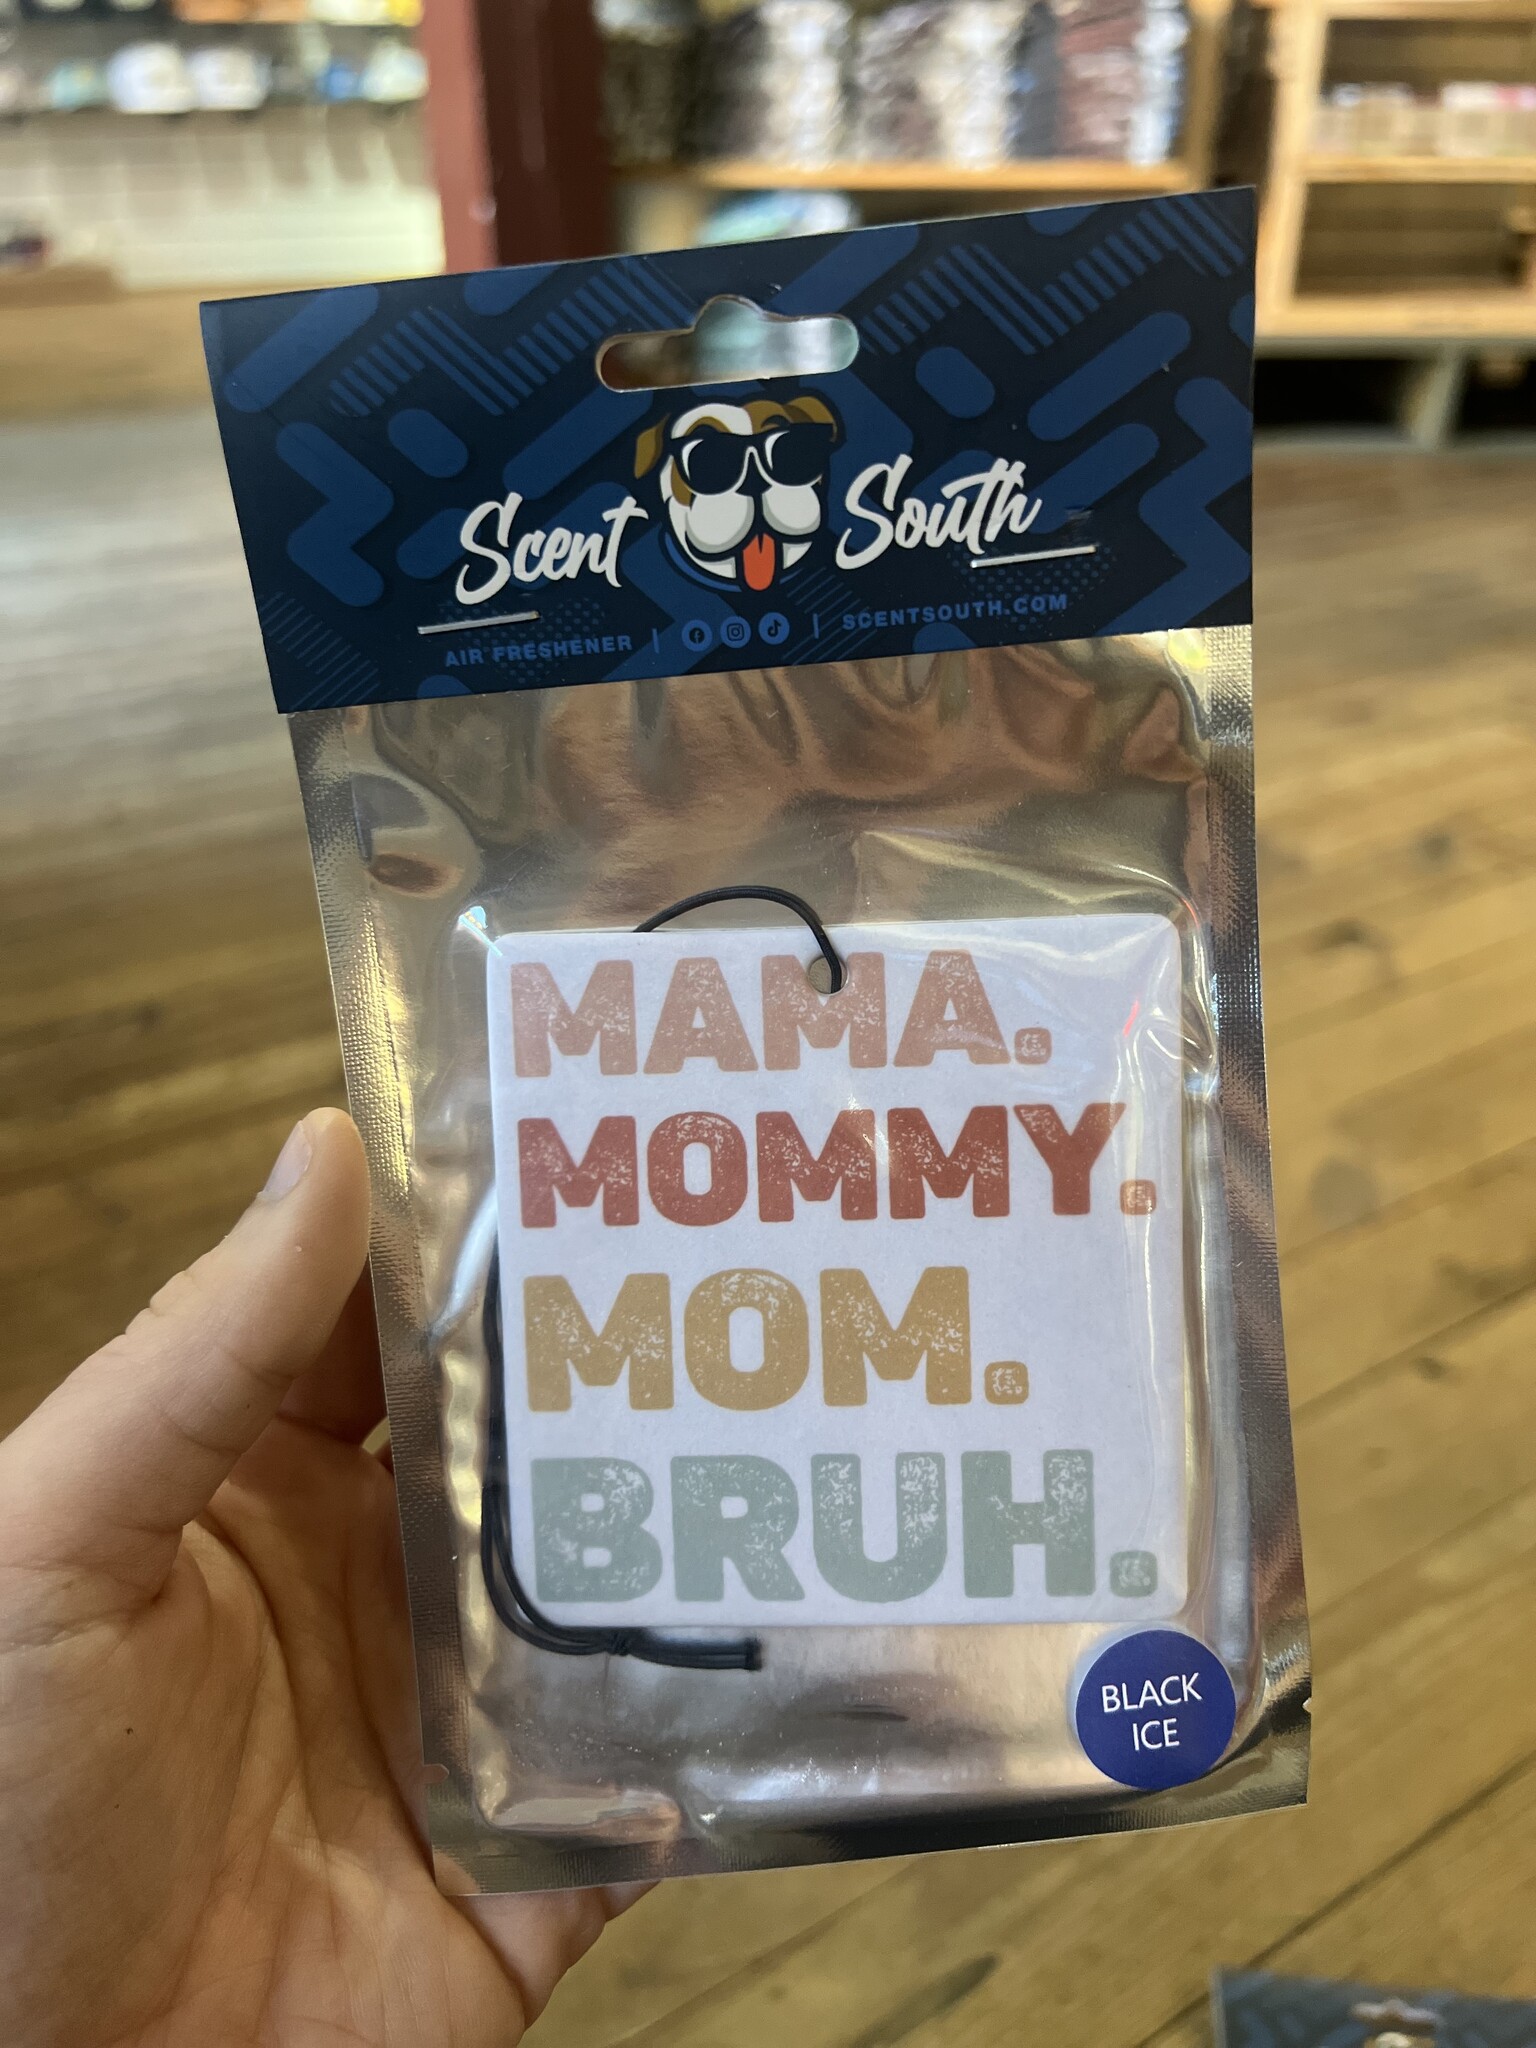 Scent South
AIR FRESHENER | | SCENTSOUTH.COM
MAMA.
MOMMY.
MOM.
BRUH.
BLACK
ICE